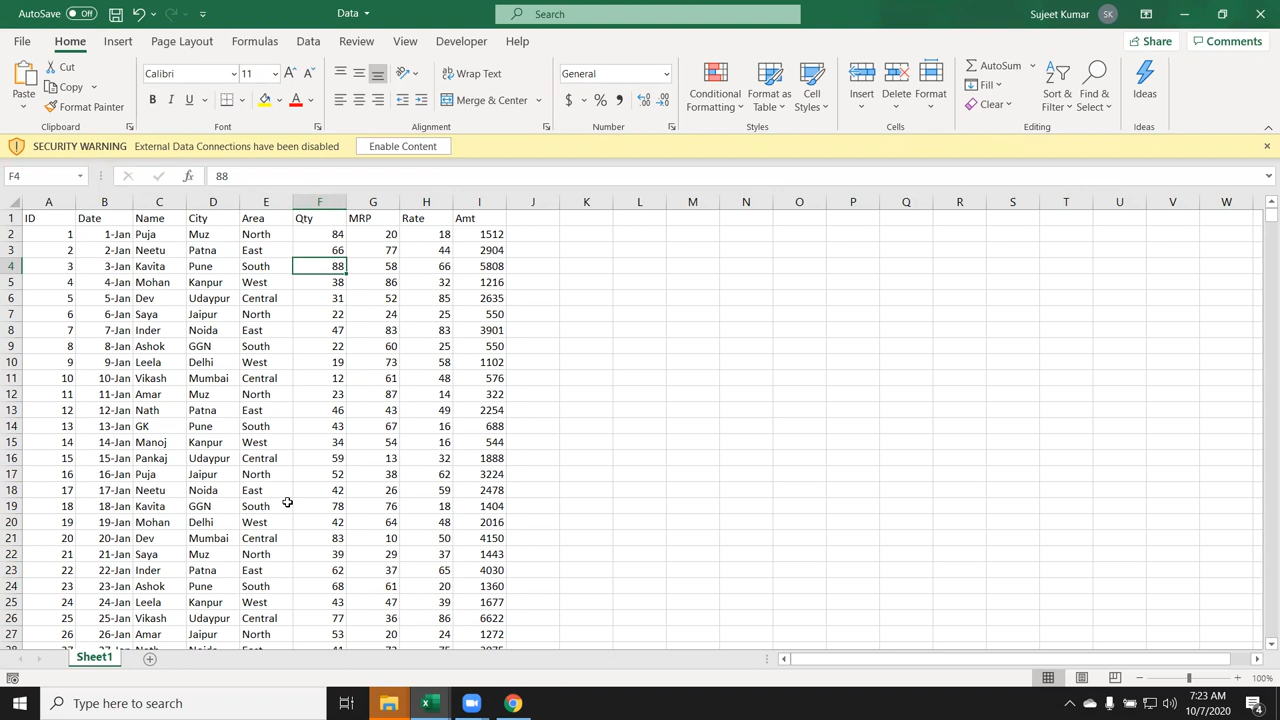 AutoSave Off Data Search Sujeet Kumar SK
File Home Insert Page Layout Formulas Data Review View Developer Help Share Comments
Paste Cut Copy Format Painter Clipboard
Calibri 11 B I U A Font
Wrap Text Merge & Center Alignment
General $ % , Number
Conditional Formatting Format as Table Cell Styles Styles
Insert Delete Format Cells
AutoSum Fill Clear Sort & Filter Find & Select Editing
Ideas Ideas
SECURITY WARNING External Data Connections have been disabled Enable Content
F4 fx 88
A B C D E F G H I J K L M N O P Q R S T U V W
1 ID Date Name City Area Qty MRP Rate Amt
2 1 1-Jan Puja Muz North 84 20 18 1512
3 2 2-Jan Neetu Patna East 66 77 44 2904
4 3 3-Jan Kavita Pune South 88 58 66 5808
5 4 4-Jan Mohan Kanpur West 38 86 32 1216
6 5 5-Jan Dev Udaypur Central 31 52 85 2635
7 6 6-Jan Saya Jaipur North 22 24 25 550
8 7 7-Jan Inder Noida East 47 83 83 3901
9 8 8-Jan Ashok GGN South 22 60 25 550
10 9 9-Jan Leela Delhi West 19 73 58 1102
11 10 10-Jan Vikash Mumbai Central 12 61 48 576
12 11 11-Jan Amar Muz North 23 87 14 322
13 12 12-Jan Nath Patna East 46 43 49 2254
14 13 13-Jan GK Pune South 43 67 16 688
15 14 14-Jan Manoj Kanpur West 34 54 16 544
16 15 15-Jan Pankaj Udaypur Central 59 13 32 1888
17 16 16-Jan Puja Jaipur North 52 38 62 3224
18 17 17-Jan Neetu Noida East 42 26 59 2478
19 18 18-Jan Kavita GGN South 78 76 18 1404
20 19 19-Jan Mohan Delhi West 42 64 48 2016
21 20 20-Jan Dev Mumbai Central 83 10 50 4150
22 21 21-Jan Saya Muz North 39 29 37 1443
23 22 22-Jan Inder Patna East 62 37 65 4030
24 23 23-Jan Ashok Pune South 68 61 20 1360
25 24 24-Jan Leela Kanpur West 43 47 39 1677
26 25 25-Jan Vikash Udaypur Central 77 36 86 6622
27 26 26-Jan Amar Jaipur North 53 20 24 1272
Sheet1
100%
Type here to search 7:23 AM
10/7/2020 4